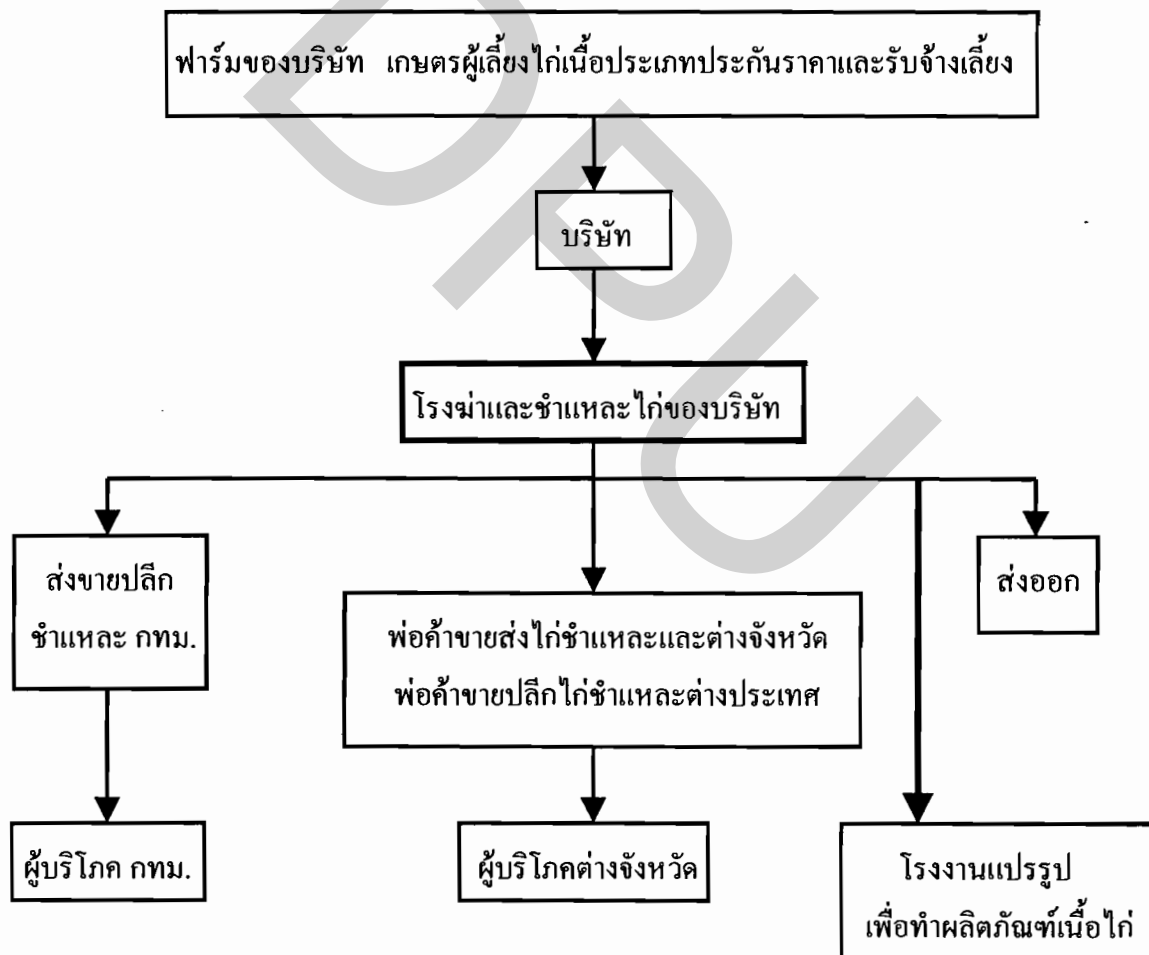 ฟาร์มของบริษัท เกษตรผู้เลี้ยงไก่เนื้อประเภทประกันราคาและรับจ้างเลี้ยง
บริษัท
โรงฆ่าและชำแหละไก่ของบริษัท
ส่งขายปลีก
ชำแหละ กทม.
พ่อค้าขายส่งไก่ชำแหละและต่างจังหวัด
พ่อค้าขายปลีกไก่ชำแหละต่างประเทศ
ส่งออก
ผู้บริโภค กทม.
ผู้บริโภคต่างจังหวัด
โรงงานแปรรูป
เพื่อทำผลิตภัณฑ์เนื้อไก่
DPU